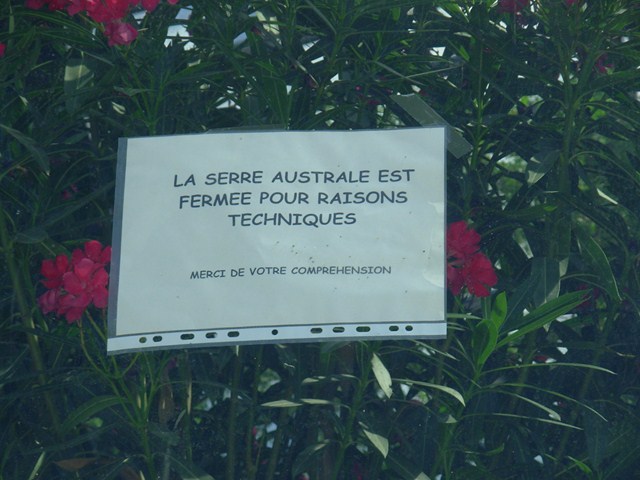 LA SERRE AUSTRALE EST
FERMEE POUR RAISONS
TECHNIQUES
MERCI DE VOTRE COMPREHENSION